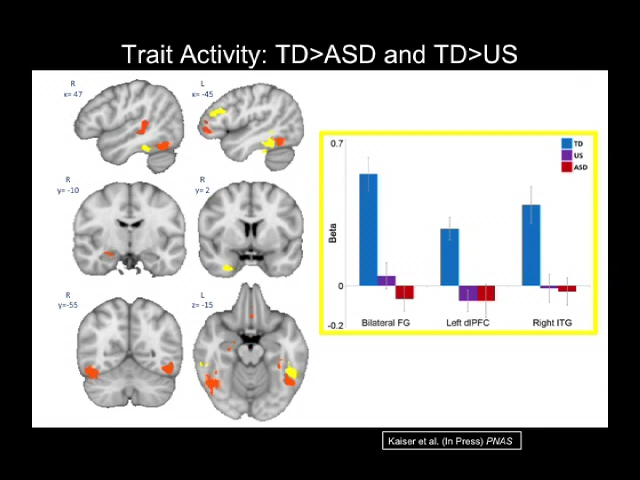 Trait Activity: TD>ASD and TD>US
R
x= 47
L
x= -45
R
y= -10
R
y= 2
R
y=-55
L
z= -15
0.7
Beta
0
-0.2
TD
US
ASD
Bilateral FG
Left dlPFC
Right ITG
Kaiser et al. (In Press) PNAS